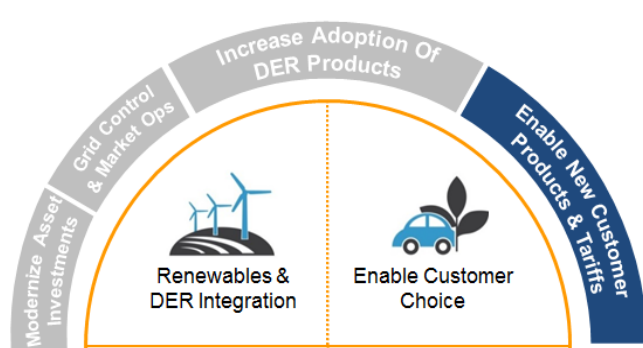 Increase Adoption Of
DER Products
Grid Control
& Market Ops
Modernize Asset
Investments
Enable New Customer
Products & Tariffs
Renewables &
DER Integration
Enable Customer
Choice